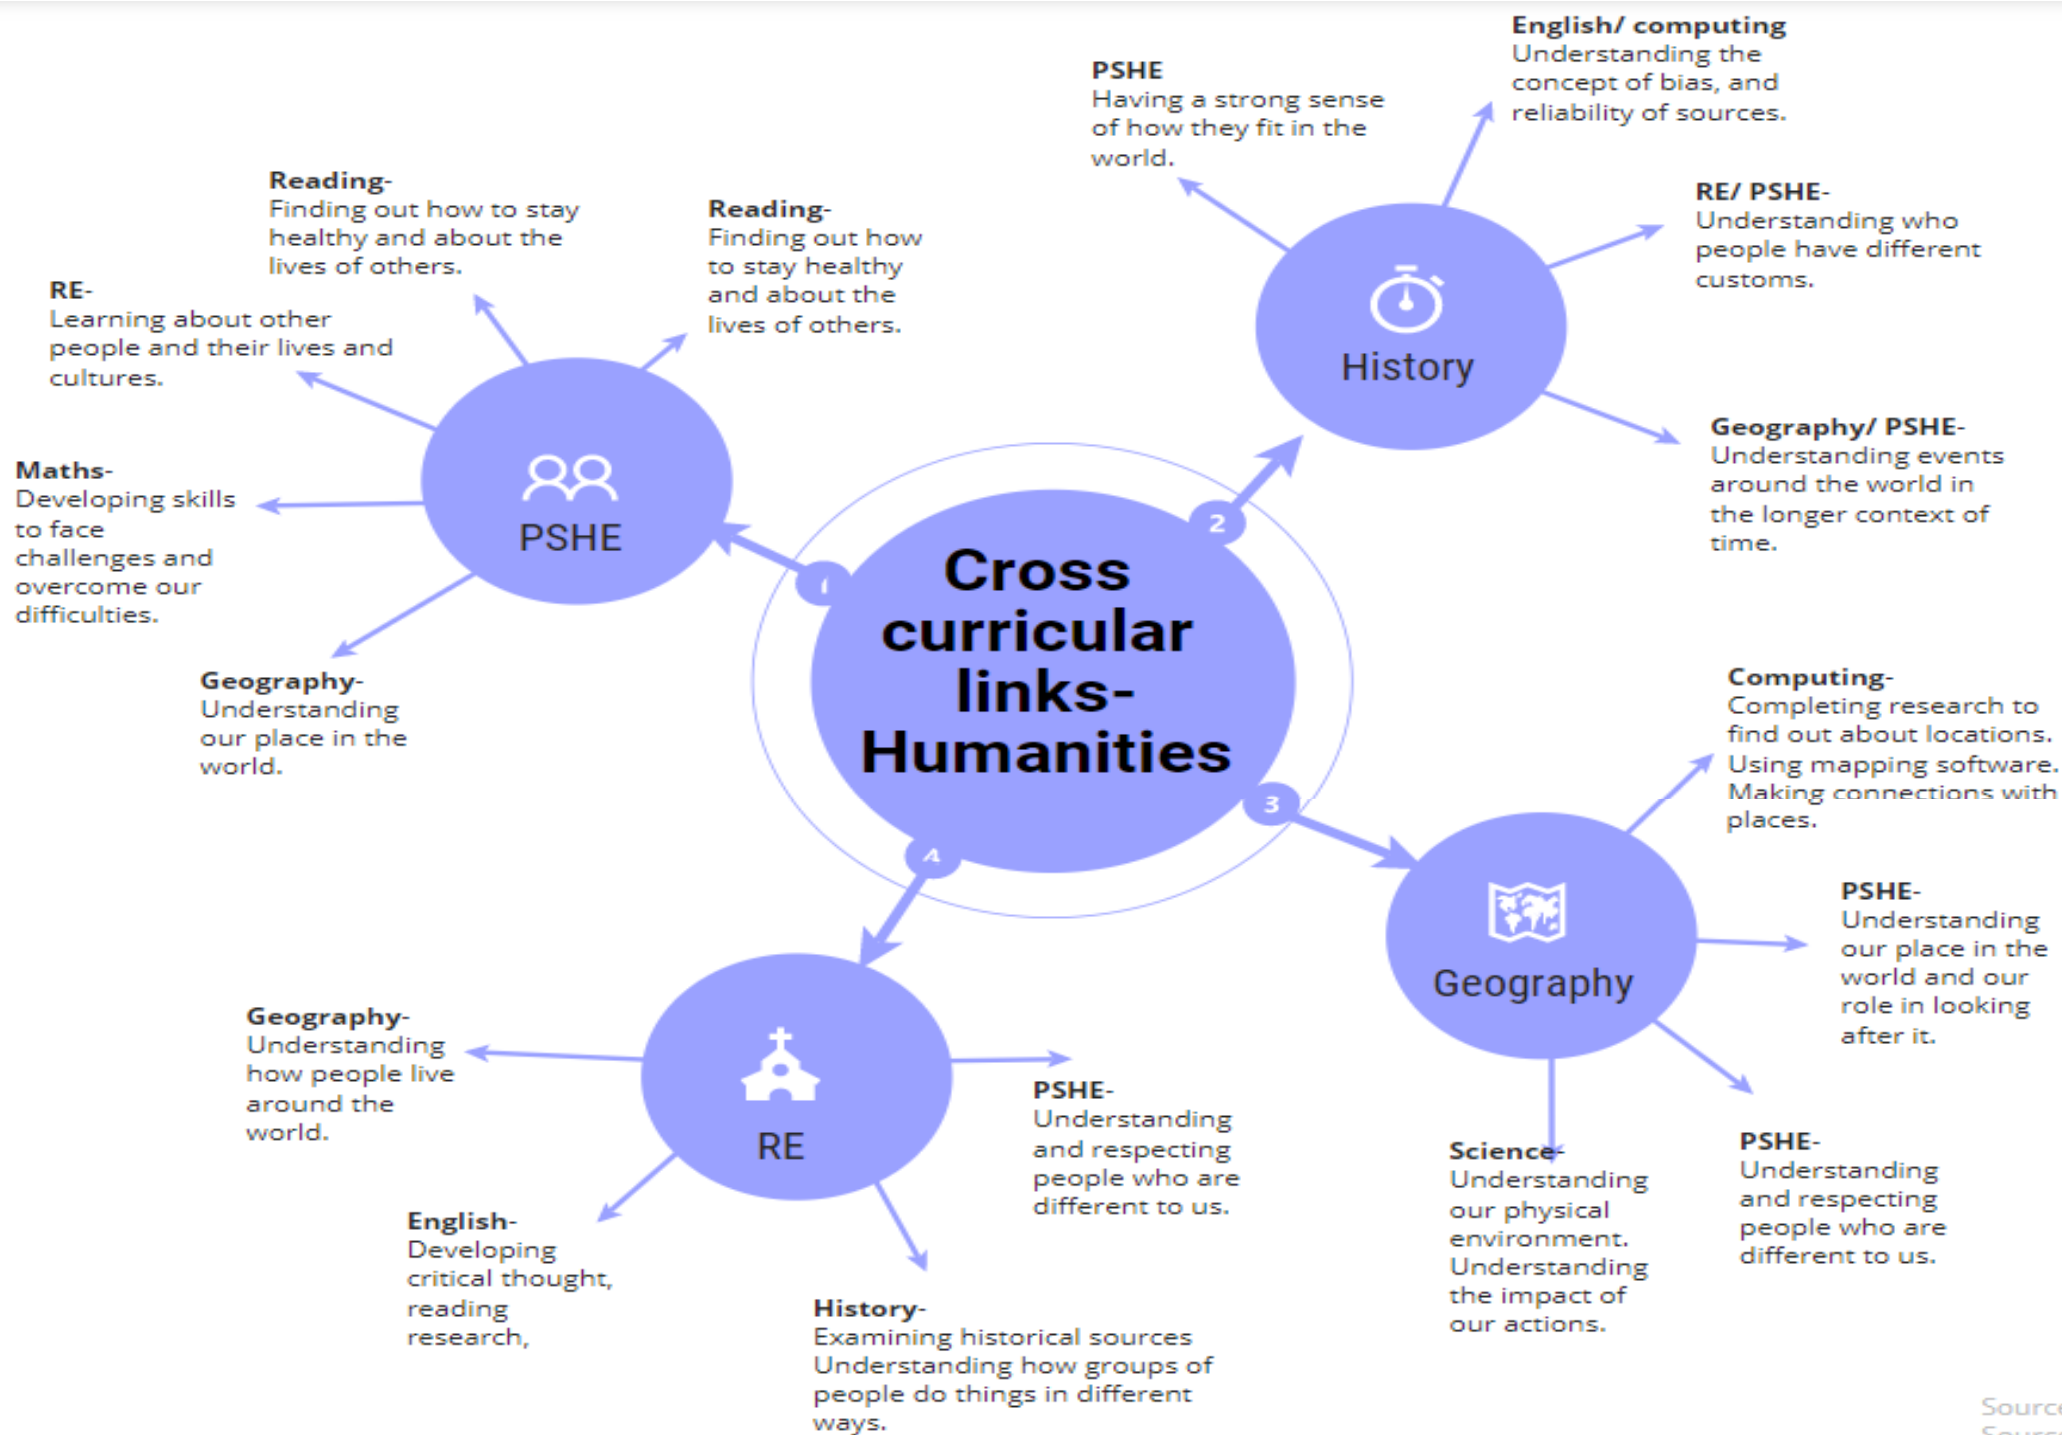 Cross
curricular
links-
Humanities
1
PSHE
Reading-
Finding out how to stay
healthy and about the
lives of others.
Reading-
Finding out how
to stay healthy
and about the
lives of others.
RE-
Learning about other
people and their lives and
cultures.
Maths-
Developing skills
to face
challenges and
overcome our
difficulties.
Geography-
Understanding
our place in the
world.
2
History
PSHE
Having a strong sense
of how they fit in the
world.
English/ computing
Understanding the
concept of bias, and
reliability of sources.
RE/ PSHE-
Understanding who
people have different
customs.
Geography/ PSHE-
Understanding events
around the world in
the longer context of
time.
3
Geography
Computing-
Completing research to
find out about locations.
Using mapping software.
Making connections with
places.
PSHE-
Understanding
our place in the
world and our
role in looking
after it.
PSHE-
Understanding
and respecting
people who are
different to us.
Science-
Understanding
our physical
environment.
Understanding
the impact of
our actions.
4
RE
Geography-
Understanding
how people live
around the
world.
English-
Developing
critical thought,
reading
research,
History-
Examining historical sources
Understanding how groups of
people do things in different
ways.
PSHE-
Understanding
and respecting
people who are
different to us.